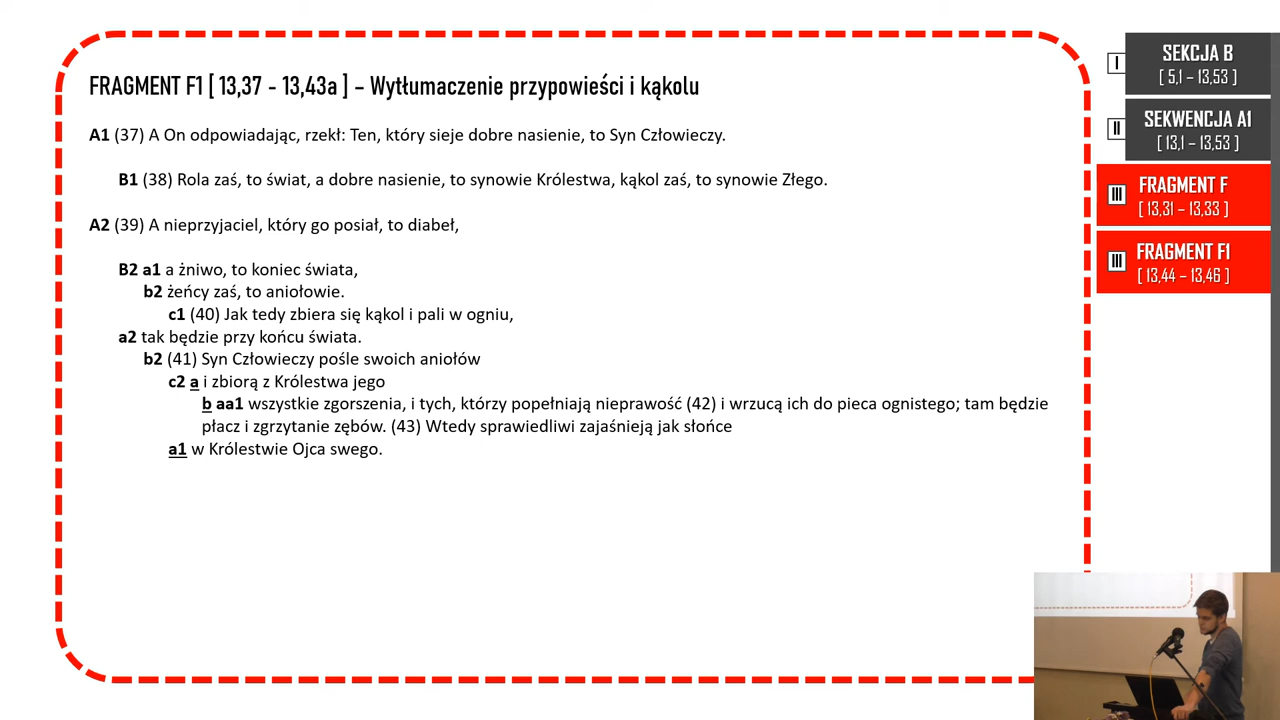 FRAGMENT F1 [ 13,37 - 13,43a ] – Wytłumaczenie przypowieści i kąkolu
A1 (37) A On odpowiadając, rzekł: Ten, który sieje dobre nasienie, to Syn Człowieczy.
B1 (38) Rola zaś, to świat, a dobre nasienie, to synowie Królestwa, kąkol zaś, to synowie Złego.
A2 (39) A nieprzyjaciel, który go posiał, to diabeł,
B2 a1 a żniwo, to koniec świata,
b2 żeńcy zaś, to aniołowie.
c1 (40) Jak tedy zbiera się kąkol i pali w ogniu,
a2 tak będzie przy końcu świata.
b2 (41) Syn Człowieczy pośle swoich aniołów
c2 a i zbiorą z Królestwa jego
b aa1 wszystkie zgorszenia, i tych, którzy popełniają nieprawość (42) i wrzucą ich do pieca ognistego; tam będzie
płacz i zgrzytanie zębów. (43) Wtedy sprawiedliwi zajaśnieją jak słońce
a1 w Królestwie Ojca swego.
I
SEKCJA B
[ 5,1 – 13,53 ]
II
SEKWENCJA A1
[ 13,1 – 13,53 ]
III
FRAGMENT F
[ 13,31 – 13,33 ]
III
FRAGMENT F1
[ 13,44 – 13,46 ]